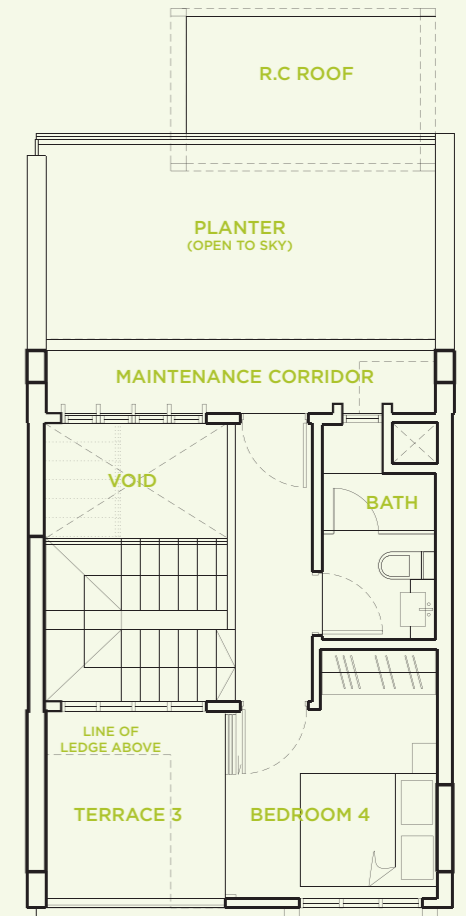 R.C ROOF
PLANTER
(OPEN TO SKY)
MAINTENANCE CORRIDOR
VOID
BATH
LINE OF
LEDGE ABOVE
TERRACE 3
BEDROOM 4